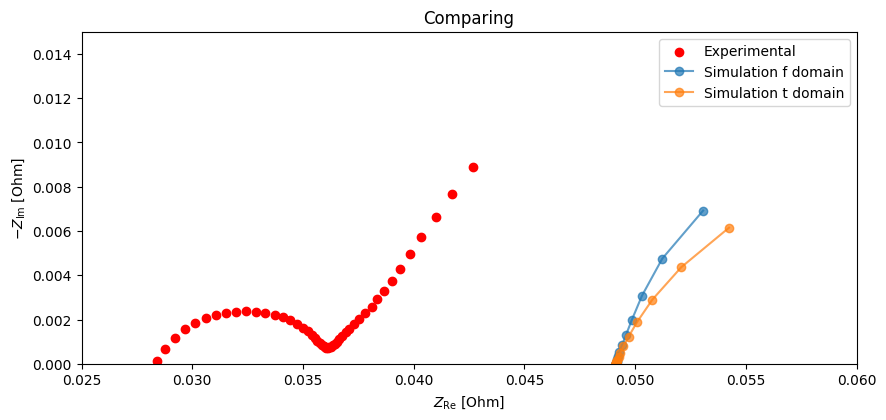 Comparing
Experimental
Simulation f domain
Simulation t domain
−Z_Im [Ohm]
0.014
0.012
0.010
0.008
0.006
0.004
0.002
0.000
0.025 0.030 0.035 0.040 0.045 0.050 0.055 0.060
Z_Re [Ohm]